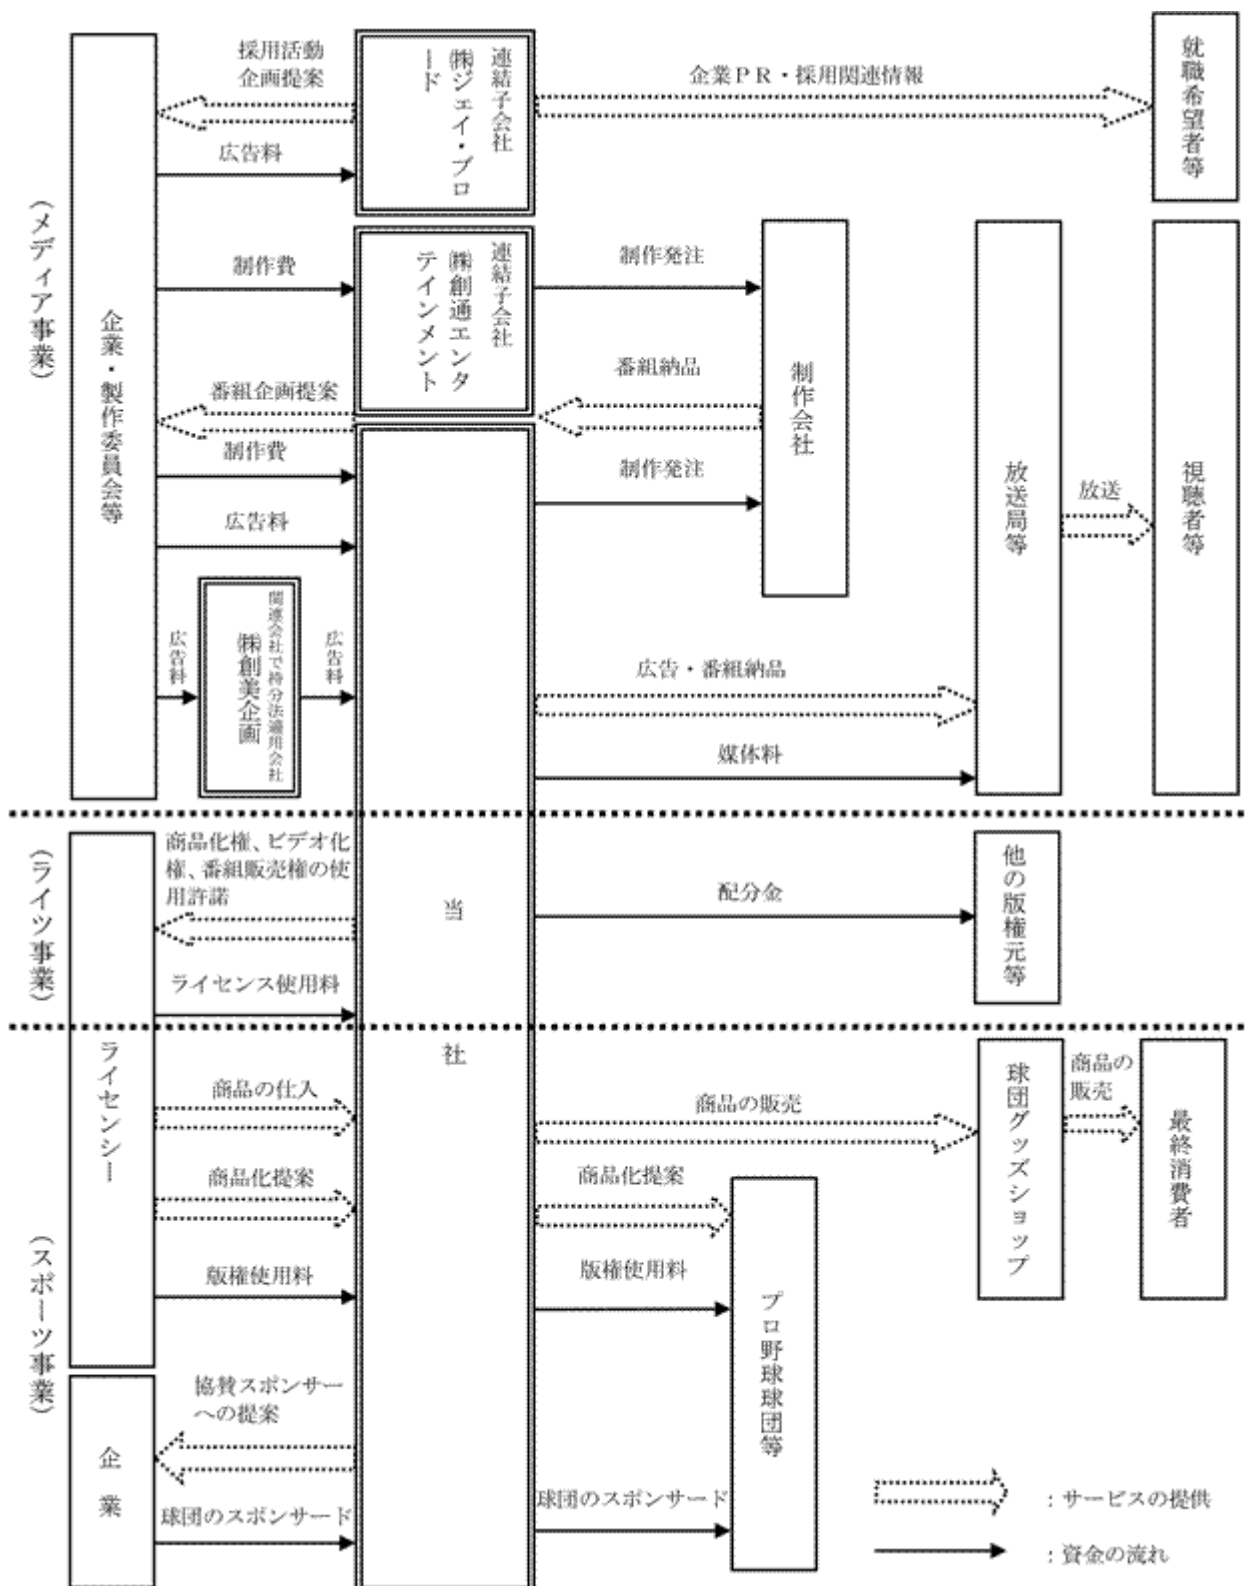 (メディア事業)
企業・製作委員会等
採用活動
企画提案
広告料
連結子会社
㈱ジェイ・ブロ
ード
企業PR・採用関連情報
就職希望者等
制作費
連結子会社
㈱創通エンタ
テインメント
制作発注
番組納品
制作会社
番組企画提案
制作費
制作発注
広告料
放送局等
放送
視聴者等
広告料
関連会社で持分法適用会社
㈱創美企画
広告料
広告・番組納品
媒体料
当社
(ライツ事業)
商品化権、ビデオ化
権、番組販売権の使
用許諾
ライセンス使用料
配分金
他の版権元等
ライセンシー
(スポーツ事業)
商品の仕入
商品の販売
球団グッズショップ
商品の
販売
最終消費者
商品化提案
商品化提案
版権使用料
版権使用料
プロ野球球団等
企業
協賛スポンサー
への提案
球団のスポンサード
球団のスポンサード
：サービスの提供
：資金の流れ